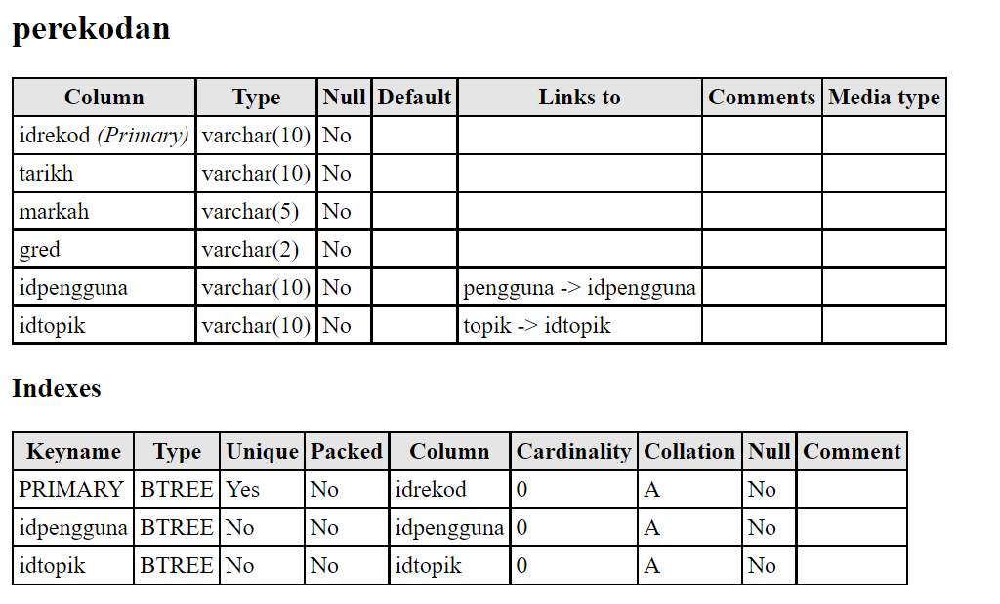 perekodan
Column Type Null Default Links to Comments Media type
idrekod (Primary) varchar(10) No
tarikh varchar(10) No
markah varchar(5) No
gred varchar(2) No
idpengguna varchar(10) No pengguna -> idpengguna
idtopik varchar(10) No topik -> idtopik
Indexes
Keyname Type Unique Packed Column Cardinality Collation Null Comment
PRIMARY BTREE Yes No idrekod 0 A No
idpengguna BTREE No No idpengguna 0 A No
idtopik BTREE No No idtopik 0 A No